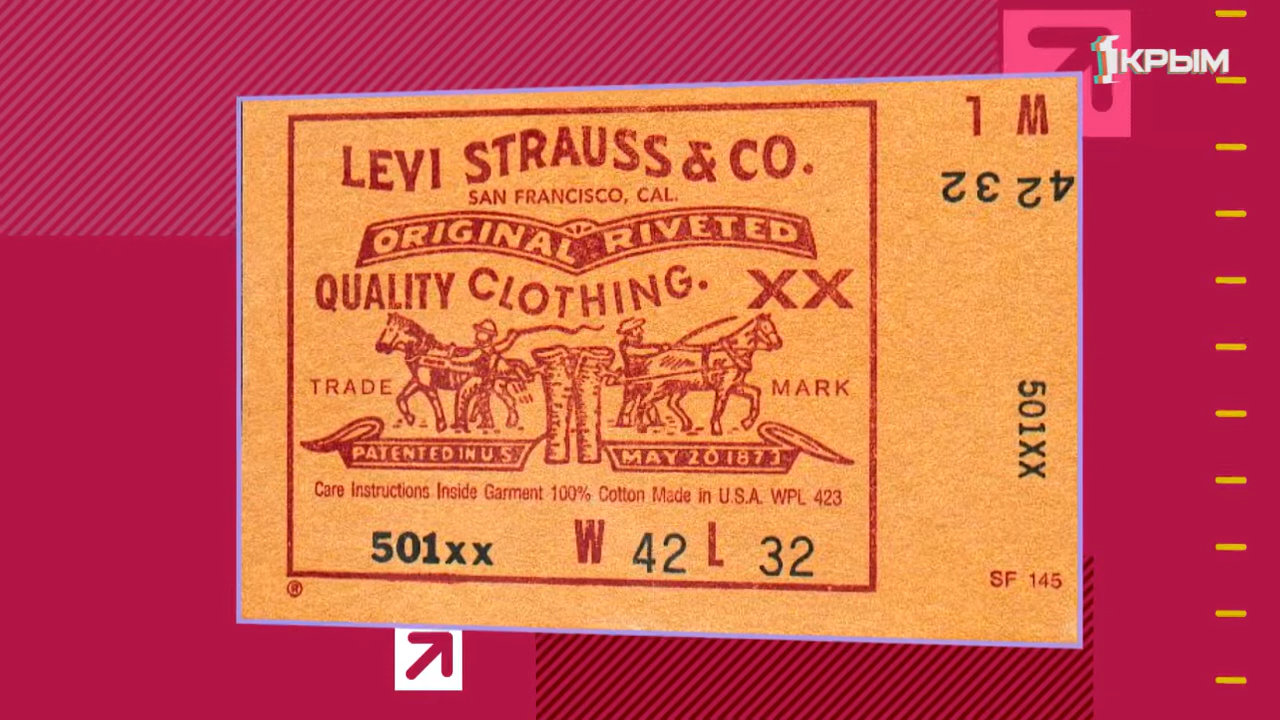 1КРЫМ
LEVI STRAUSS & CO.
SAN FRANCISCO, CAL.
ORIGINAL RIVETED
QUALITY CLOTHING. XX
TRADE MARK
PATENTED IN U.S. MAY 20 1873
Care Instructions Inside Garment 100% Cotton Made in U.S.A. WPL 423
501xx W 42 L 32
®
W L
42 32
501XX
SF 145